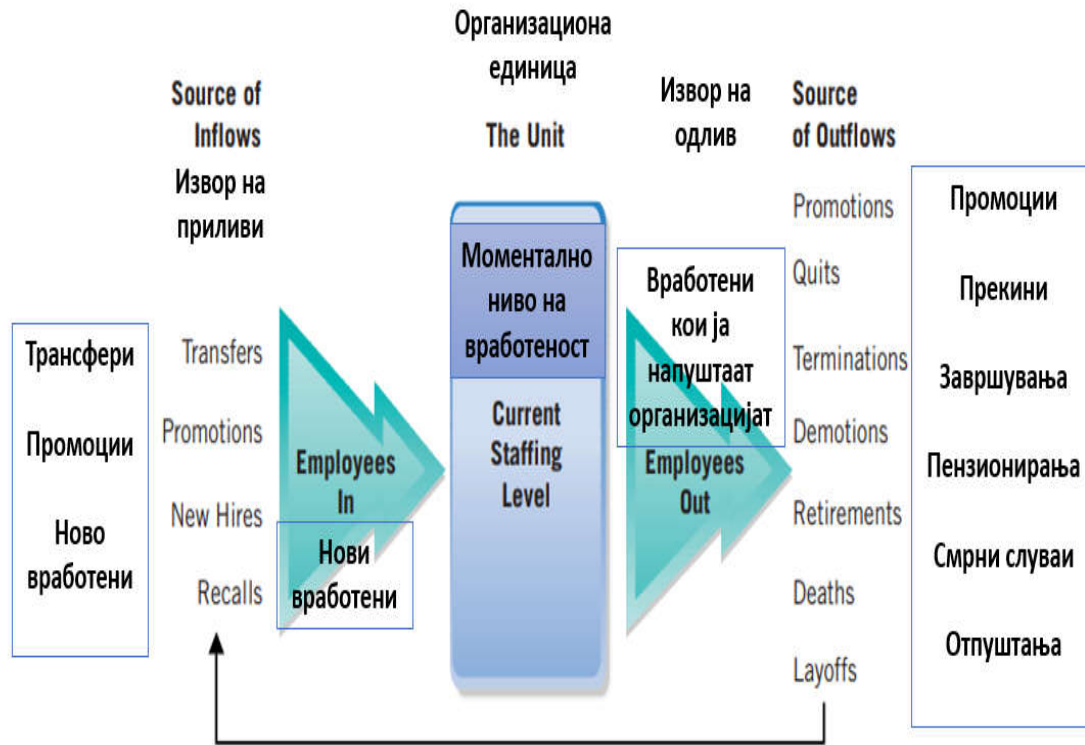 Организациона
единица
Source of
Inflows
Извор на
приливи
The Unit
Извор на
одлив
Source
of Outflows
Трансфери
Промоции
Ново
вработени
Transfers
Promotions
New Hires
Recalls
Employees
In
Нови
вработени
Моментално
ниво на
вработеност
Current
Staffing
Level
Вработени
кои ја
напуштаат
организацијат
Employees
Out
Promotions
Quits
Terminations
Demotions
Retirements
Deaths
Layoffs
Промоции
Прекини
Завршувања
Пензионирања
Смрни слуваи
Отпуштања